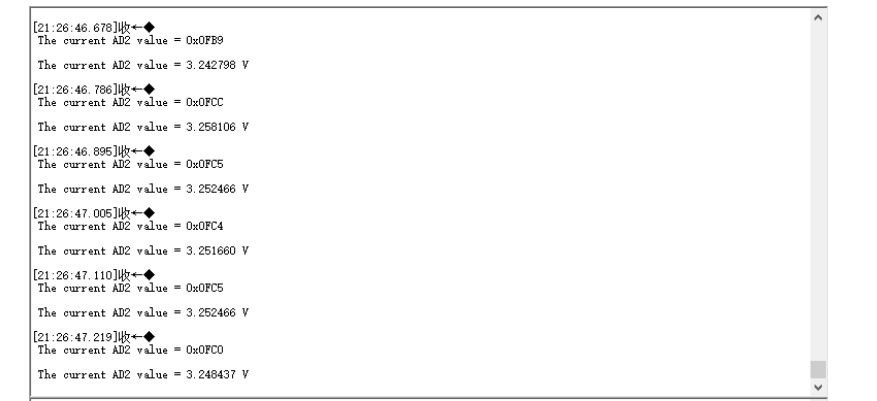 [21:26:46.678]收←◆
The current AD2 value = 0x0FB9
The current AD2 value = 3.242798 V
[21:26:46.786]收←◆
The current AD2 value = 0x0FCC
The current AD2 value = 3.258106 V
[21:26:46.895]收←◆
The current AD2 value = 0x0FC5
The current AD2 value = 3.252466 V
[21:26:47.005]收←◆
The current AD2 value = 0x0FC4
The current AD2 value = 3.251660 V
[21:26:47.110]收←◆
The current AD2 value = 0x0FC5
The current AD2 value = 3.252466 V
[21:26:47.219]收←◆
The current AD2 value = 0x0FC0
The current AD2 value = 3.248437 V